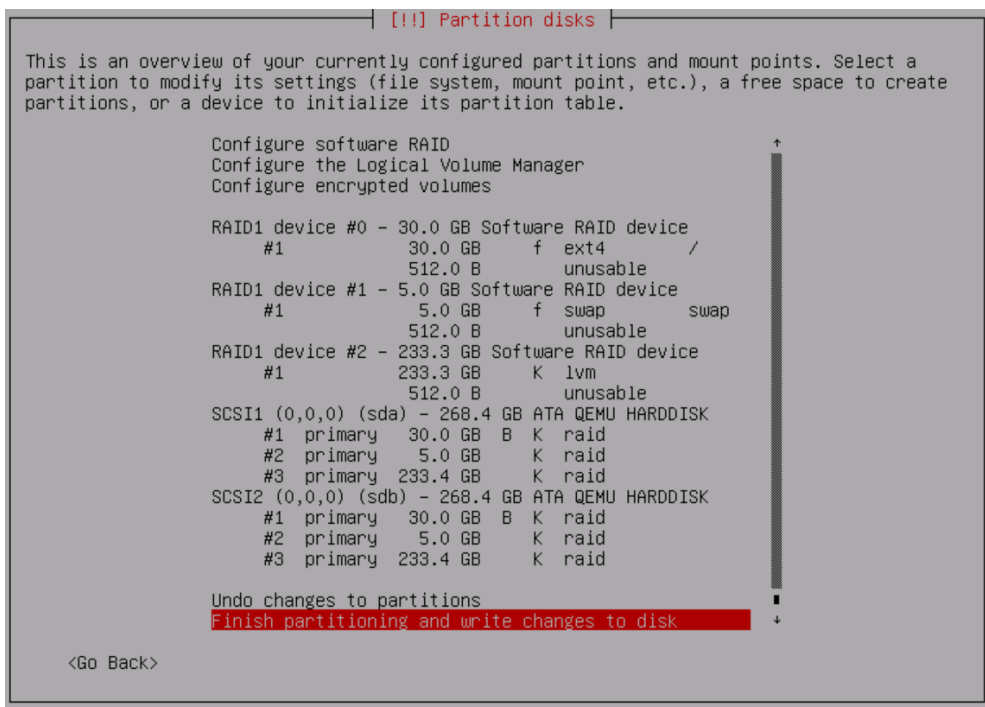 [!!] Partition disks
This is an overview of your currently configured partitions and mount points. Select a
partition to modify its settings (file system, mount point, etc.), a free space to create
partitions, or a device to initialize its partition table.
Configure software RAID
Configure the Logical Volume Manager
Configure encrypted volumes
RAID1 device #0 - 30.0 GB Software RAID device
#1 30.0 GB f ext4 /
512.0 B unusable
RAID1 device #1 - 5.0 GB Software RAID device
#1 5.0 GB f swap swap
512.0 B unusable
RAID1 device #2 - 233.3 GB Software RAID device
#1 233.3 GB K lvm
512.0 B unusable
SCSI1 (0,0,0) (sda) - 268.4 GB ATA QEMU HARDDISK
#1 primary 30.0 GB B K raid
#2 primary 5.0 GB K raid
#3 primary 233.4 GB K raid
SCSI2 (0,0,0) (sdb) - 268.4 GB ATA QEMU HARDDISK
#1 primary 30.0 GB B K raid
#2 primary 5.0 GB K raid
#3 primary 233.4 GB K raid
Undo changes to partitions
Finish partitioning and write changes to disk
<Go Back>